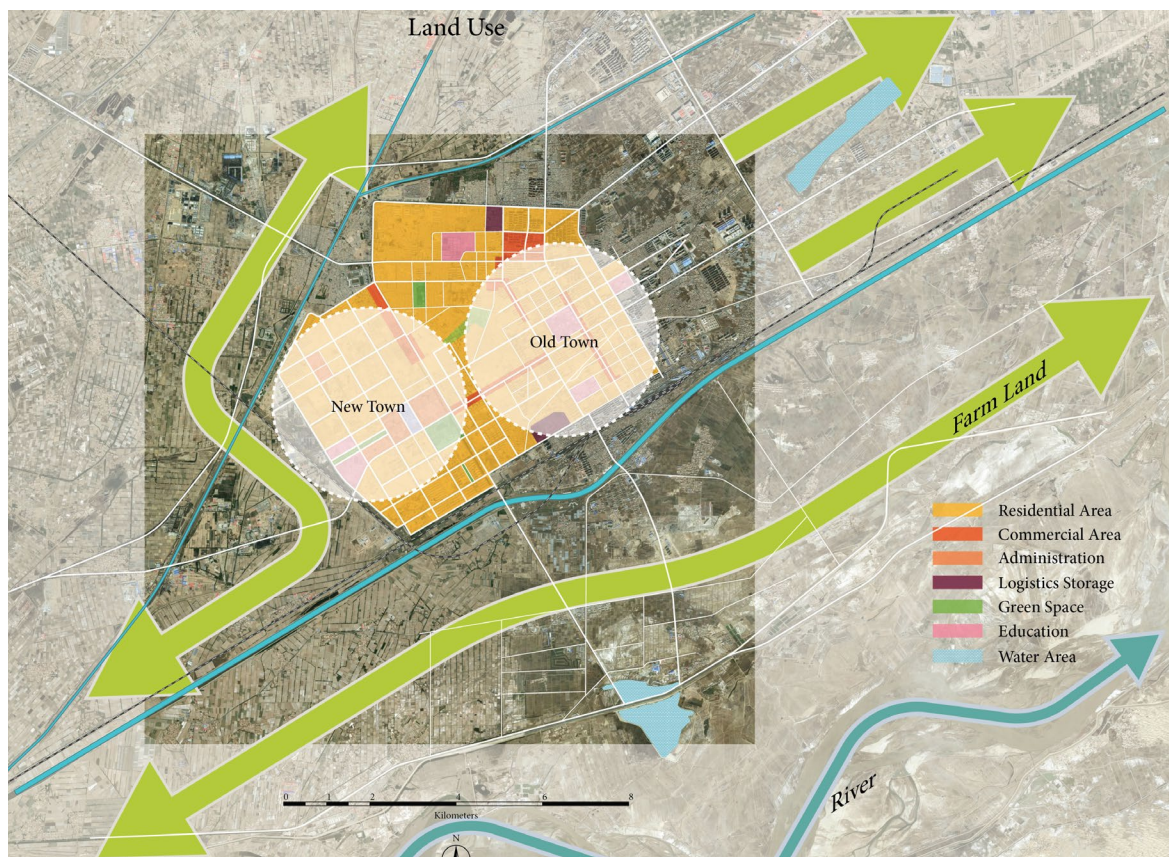 Land Use
Old Town
New Town
Farm Land
Residential Area
Commercial Area
Administration
Logistics Storage
Green Space
Education
Water Area
River
0 1 2 4 6 8
Kilometers
N